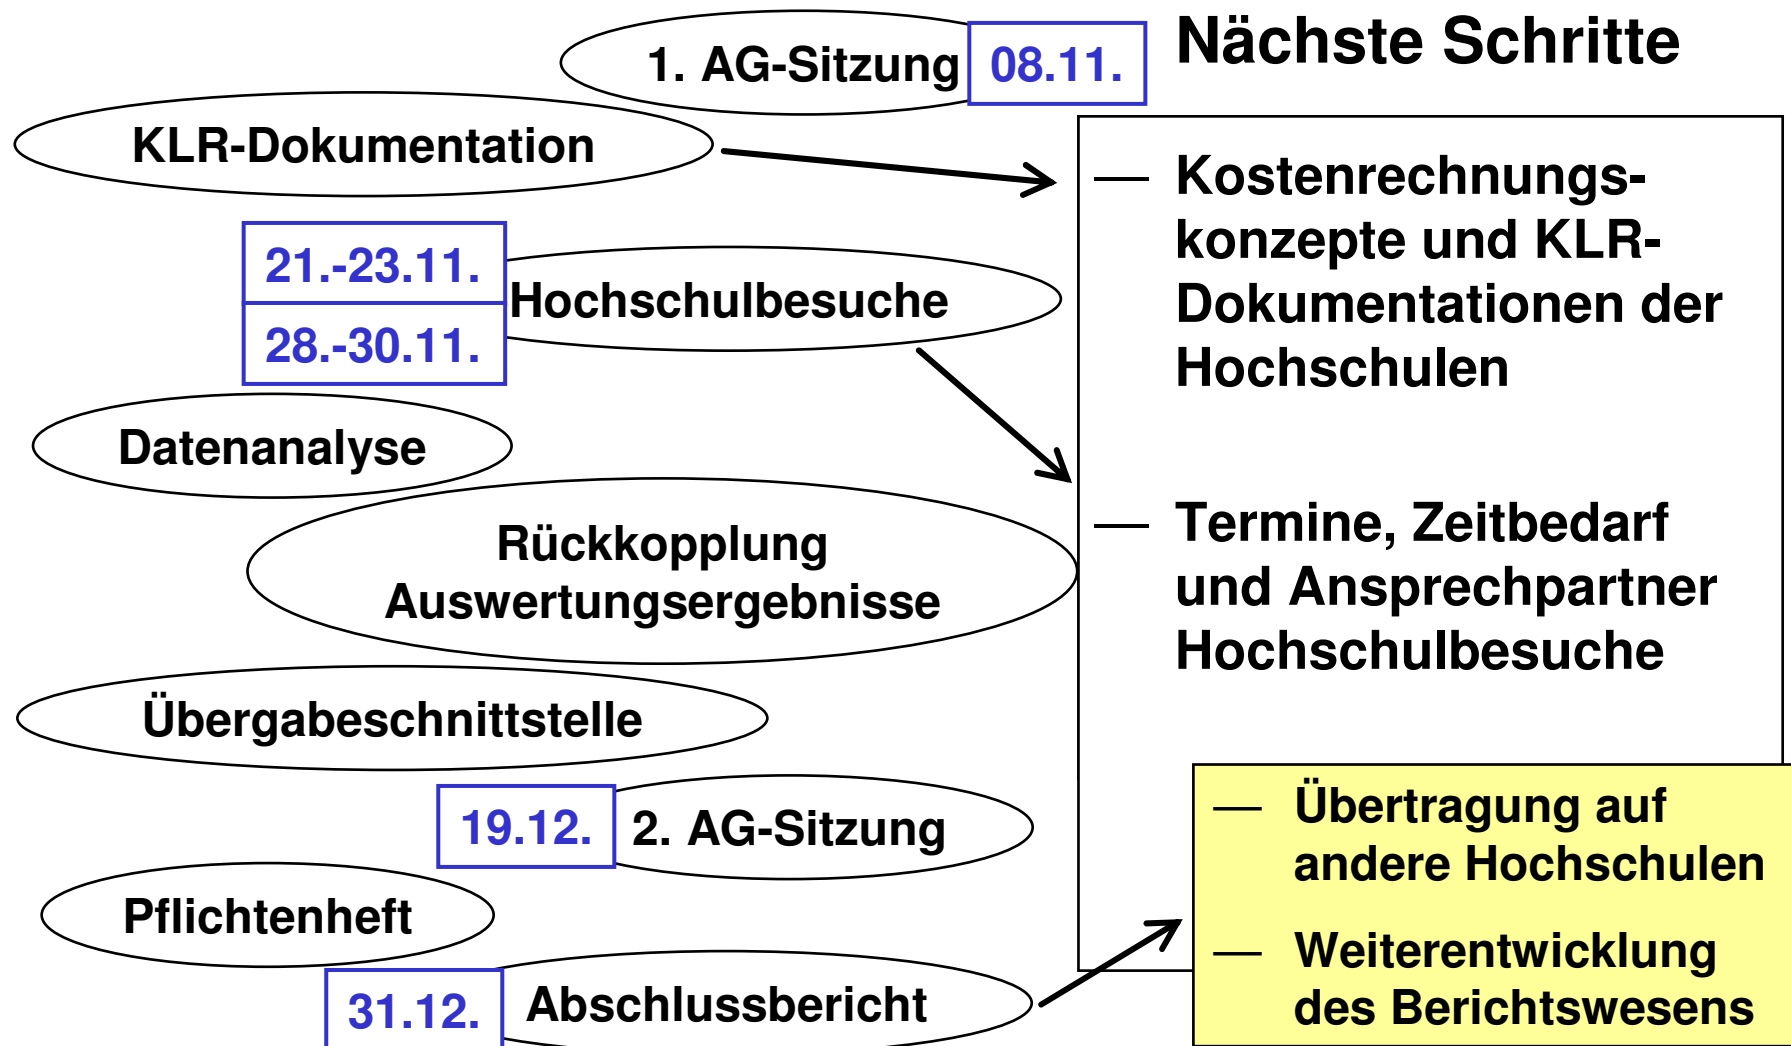 Nächste Schritte
1. AG-Sitzung
08.11.
KLR-Dokumentation
21.-23.11.
28.-30.11.
Hochschulbesuche
Datenanalyse
Rückkopplung
Auswertungsergebnisse
Übergabeschnittstelle
19.12.
2. AG-Sitzung
Pflichtenheft
31.12.
Abschlussbericht
— Kostenrechnungs-
konzepte und KLR-
Dokumentationen der
Hochschulen
— Termine, Zeitbedarf
und Ansprechpartner
Hochschulbesuche
— Übertragung auf
andere Hochschulen
— Weiterentwicklung
des Berichtswesens